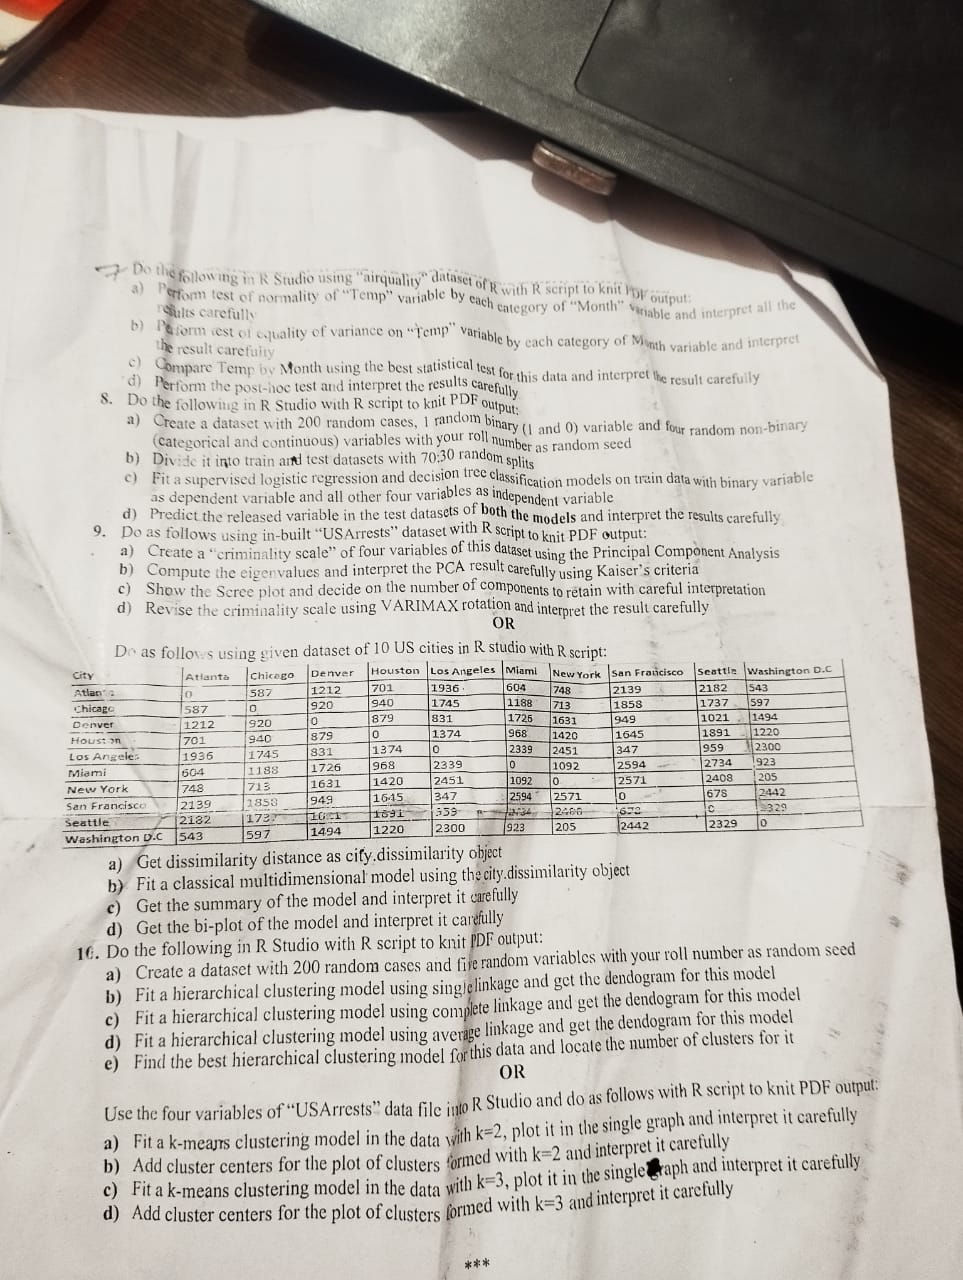 7. Do the following in R Studio using "airquality" dataset of R with R script to knit PDF output:
a) Perform test of normality of "Temp" variable by each category of "Month" variable and interpret all the
results carefully
b) Perform test of equality of variance on "Temp" variable by each category of Month variable and interpret
the result carefully
c) Compare Temp by Month using the best statistical test for this data and interpret the result carefully
d) Perform the post-hoc test and interpret the results carefully
8. Do the following in R Studio with R script to knit PDF output:
a) Create a dataset with 200 random cases, 1 random binary (1 and 0) variable and four random non-binary
(categorical and continuous) variables with your roll number as random seed
b) Divide it into train and test datasets with 70:30 random splits
c) Fit a supervised logistic regression and decision tree classification models on train data with binary variable
as dependent variable and all other four variables as independent variable
d) Predict the released variable in the test datasets of both the models and interpret the results carefully
9. Do as follows using in-built "USArrests" dataset with R script to knit PDF output:
a) Create a "criminality scale" of four variables of this dataset using the Principal Component Analysis
b) Compute the eigenvalues and interpret the PCA result carefully using Kaiser's criteria
c) Show the Scree plot and decide on the number of components to retain with careful interpretation
d) Revise the criminality scale using VARIMAX rotation and interpret the result carefully
OR
Do as follows using given dataset of 10 US cities in R studio with R script:
City Atlanta Chicago Denver Houston Los Angeles Miami New York San Francisco Seattle Washington D.C
Atlanta 0 587 1212 701 1936 604 748 2139 2182 543
Chicago 587 0 920 940 1745 1188 713 1858 1737 597
Denver 1212 920 0 879 831 1726 1631 949 1021 1494
Houston 701 940 879 0 1374 968 1420 1645 1891 1220
Los Angeles 1936 1745 831 1374 0 2339 2451 347 959 2300
Miami 604 1188 1726 968 2339 0 1092 2594 2734 923
New York 748 713 1631 1420 2451 1092 0 2571 2408 205
San Francisco 2139 1858 949 1645 347 2594 2571 0 678 2442
Seattle 2182 1737 1891 959 2408 678 0 2329
Washington D.C 543 597 1494 1220 2300 923 205 2442 2329 0
a) Get dissimilarity distance as city.dissimilarity object
b) Fit a classical multidimensional model using the city.dissimilarity object
c) Get the summary of the model and interpret it carefully
d) Get the bi-plot of the model and interpret it carefully
10. Do the following in R Studio with R script to knit PDF output:
a) Create a dataset with 200 random cases and five random variables with your roll number as random seed
b) Fit a hierarchical clustering model using single linkage and get the dendogram for this model
c) Fit a hierarchical clustering model using complete linkage and get the dendogram for this model
d) Fit a hierarchical clustering model using average linkage and get the dendogram for this model
e) Find the best hierarchical clustering model for this data and locate the number of clusters for it
OR
Use the four variables of "USArrests" data file into R Studio and do as follows with R script to knit PDF output:
a) Fit a k-means clustering model in the data with k=2, plot it in the single graph and interpret it carefully
b) Add cluster centers for the plot of clusters formed with k=2 and interpret it carefully
c) Fit a k-means clustering model in the data with k=3, plot it in the single graph and interpret it carefully
d) Add cluster centers for the plot of clusters formed with k=3 and interpret it carefully
***